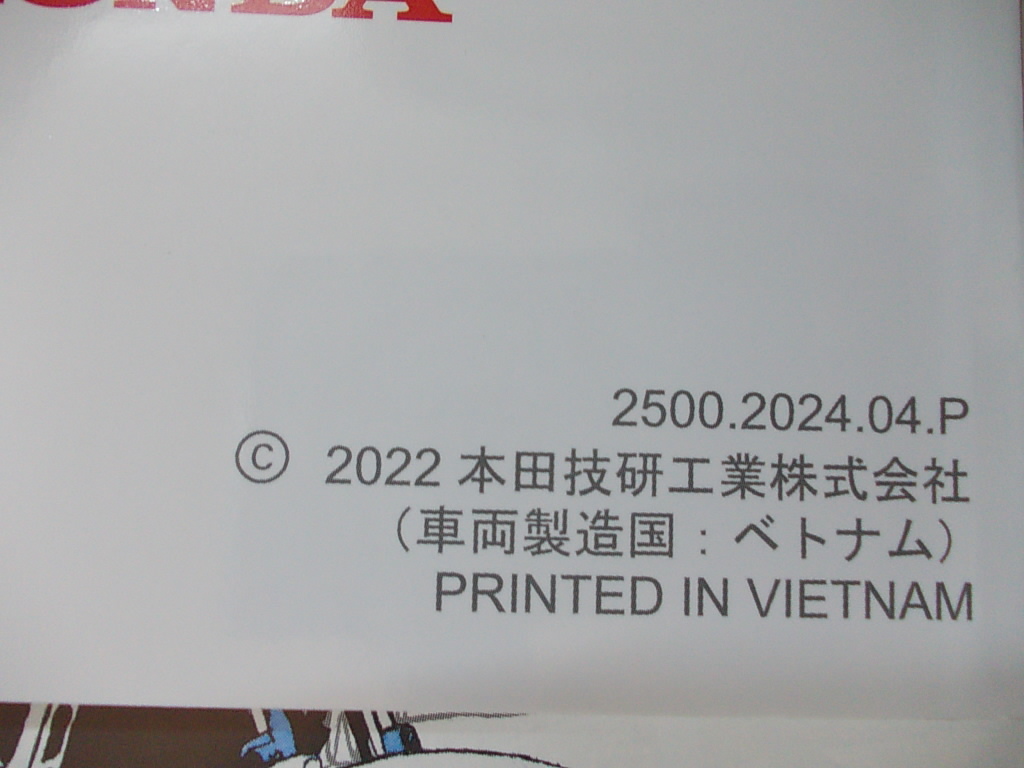 HONDA
2500.2024.04.P
© 2022 本田技研工業株式会社
（車両製造国：ベトナム）
PRINTED IN VIETNAM